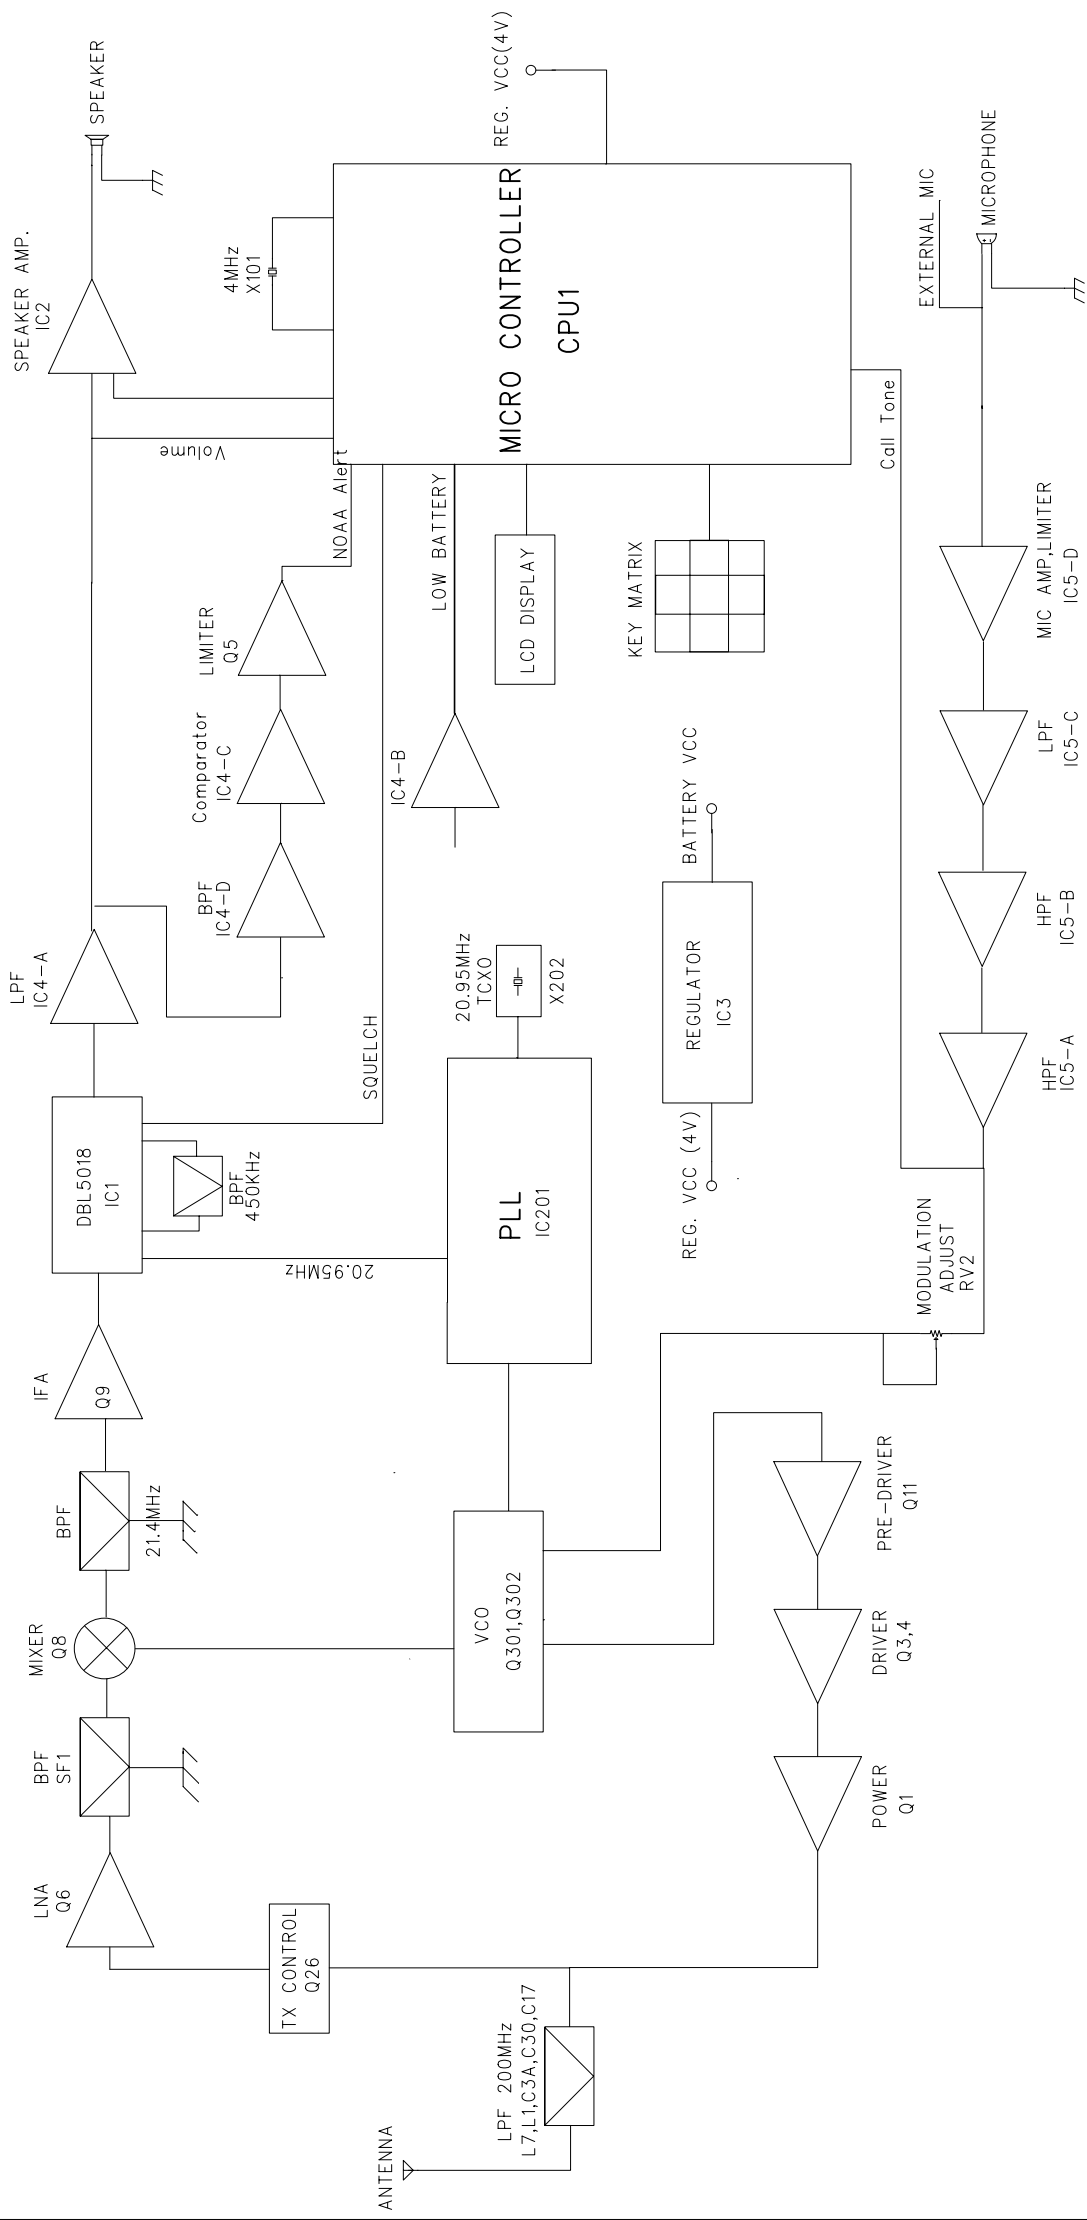 ANTENNA
LPF 200MHz
L7,L1,C3A,C30,C17
TX CONTROL
Q26
LNA
Q6
BPF
SF1
MIXER
Q8
BPF
21.4MHz
IFA
Q9
DBL5018
IC1
BPF
450KHz
20.95MHz
SQUELCH
LPF
IC4-A
BPF
IC4-D
Comparator
IC4-C
LIMITER
Q5
NOAA Alert
Volume
SPEAKER AMP.
IC2
SPEAKER
4MHz
X101
MICRO CONTROLLER
CPU1
REG. VCC(4V)
IC4-B
LOW BATTERY
LCD DISPLAY
KEY MATRIX
VCO
Q301,Q302
PLL
IC201
20.95MHz
TCXO
X202
REG. VCC (4V)
REGULATOR
IC3
BATTERY VCC
POWER
Q1
DRIVER
Q3,4
PRE-DRIVER
Q11
MODULATION
ADJUST
RV2
Call Tone
HPF
IC5-A
HPF
IC5-B
LPF
IC5-C
MIC AMP,LIMITER
IC5-D
EXTERNAL MIC
MICROPHONE